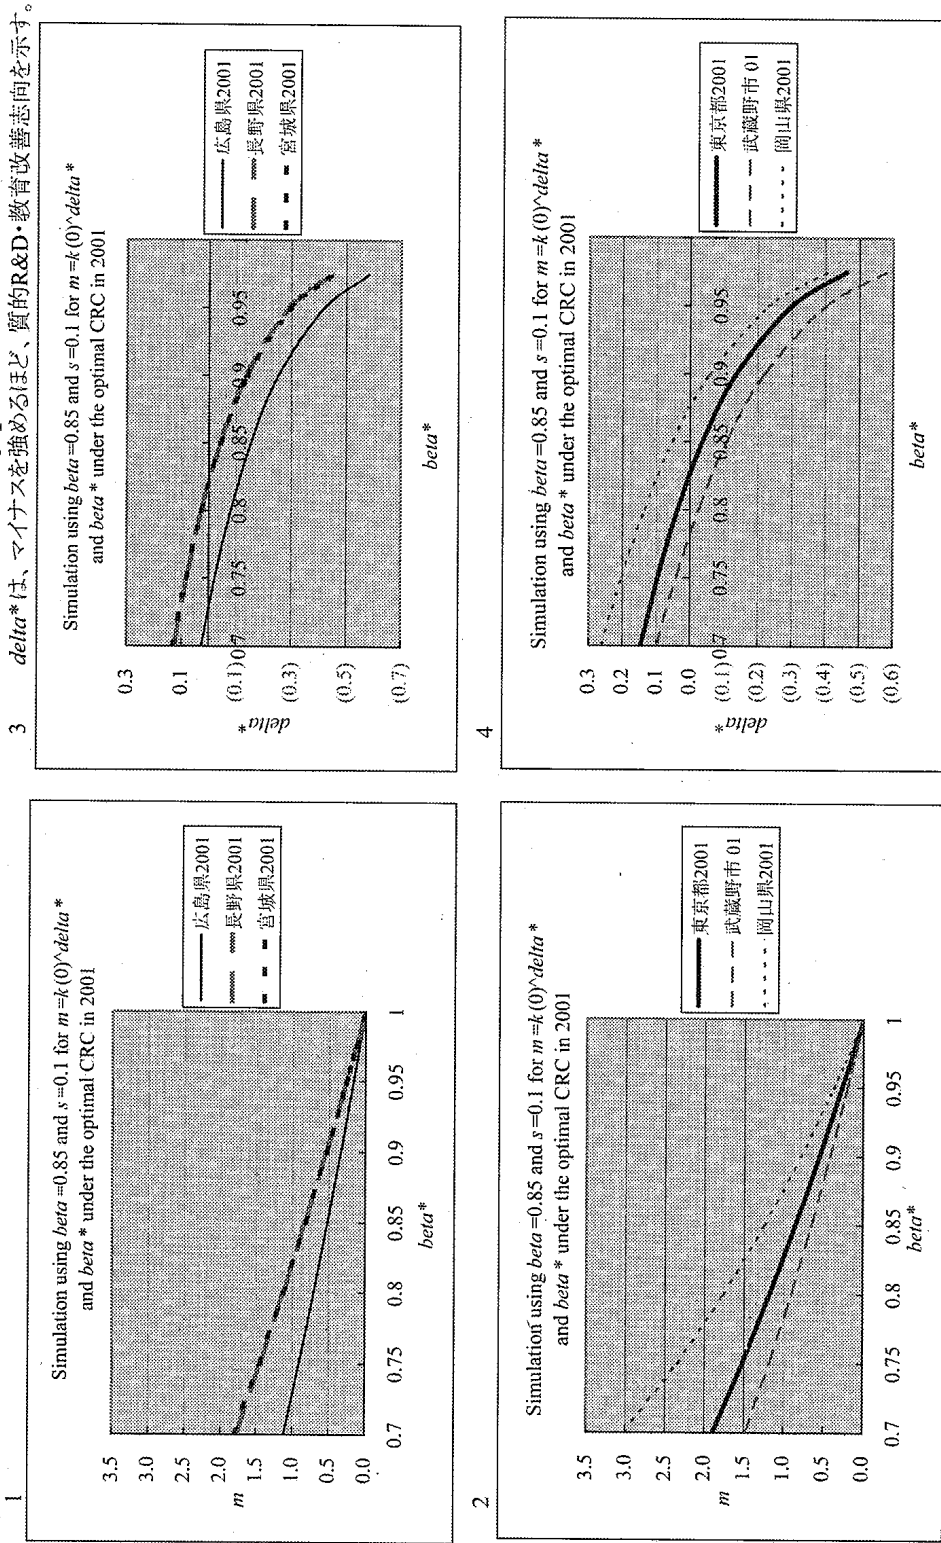 1
Simulation using beta =0.85 and s =0.1 for m =k (0)^delta *
and beta * under the optimal CRC in 2001
3.5
3.0
2.5
2.0
1.5
1.0
0.5
0.0
m
0.7 0.75 0.8 0.85 0.9 0.95 1
beta*
広島県2001
長野県2001
宮城県2001
2
Simulation using beta =0.85 and s =0.1 for m =k (0)^delta *
and beta * under the optimal CRC in 2001
3.5
3.0
2.5
2.0
1.5
1.0
0.5
0.0
m
0.7 0.75 0.8 0.85 0.9 0.95 1
beta*
東京都2001
武蔵野市 01
岡山県2001
3 delta* は、マイナスを強めるほど、質的R&D・教育改善志向を示す。
Simulation using beta =0.85 and s =0.1 for m =k (0)^delta *
and beta * under the optimal CRC in 2001
0.3
0.1
(0.1)
(0.3)
(0.5)
(0.7)
delta*
0.7 0.75 0.8 0.85 0.9 0.95
beta*
広島県2001
長野県2001
宮城県2001
4
Simulation using beta =0.85 and s =0.1 for m =k (0)^delta *
and beta * under the optimal CRC in 2001
0.3
0.2
0.1
0.0
(0.1)
(0.2)
(0.3)
(0.4)
(0.5)
(0.6)
delta*
0.7 0.75 0.8 0.85 0.9 0.95
beta*
東京都2001
武蔵野市 01
岡山県2001